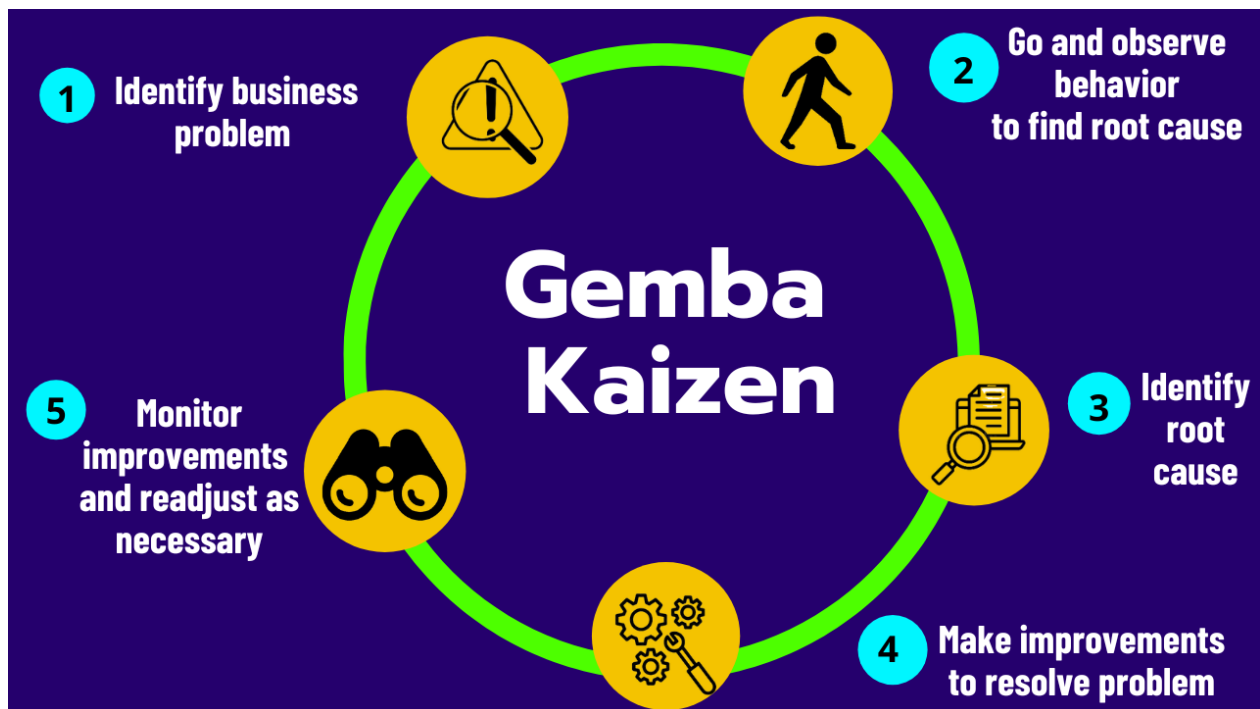 1
Identify business
problem
2
Go and observe
behavior
to find root cause
Gemba
Kaizen
3
Identify
root
cause
4
Make improvements
to resolve problem
5
Monitor
improvements
and readjust as
necessary